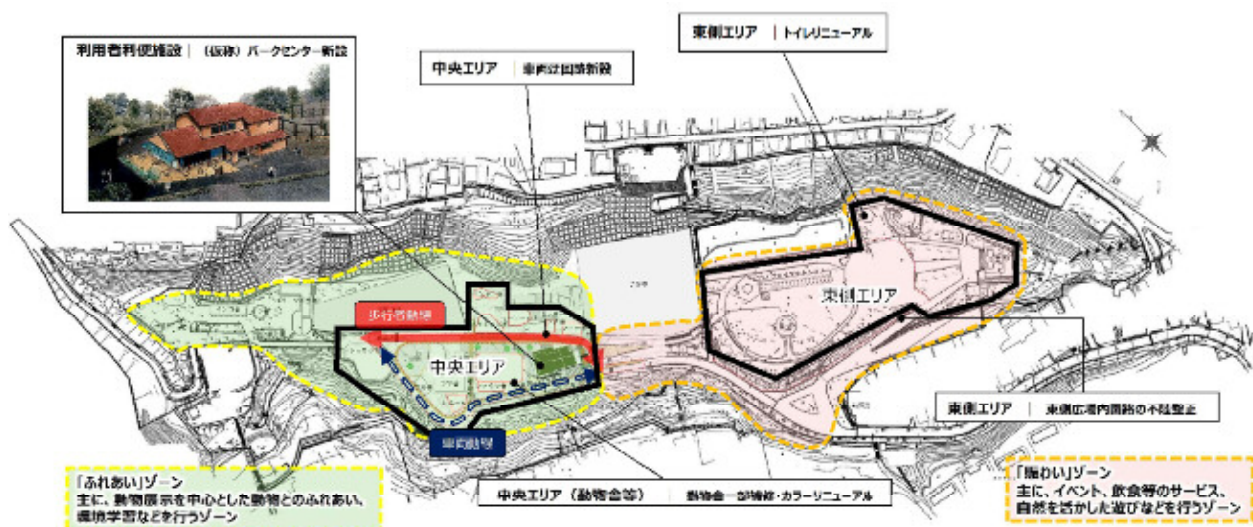 利用者利便施設｜（仮称）パークセンター新設
中央エリア｜車両迂回路新設
東側エリア｜トイレリニューアル
歩行者動線
中央エリア
車両動線
東側エリア
東側エリア｜東側広場内園路の不陸整正
中央エリア（動物舎等）｜動物舎一部補修・カラーリニューアル
「ふれあい」ゾーン
主に、動物展示を中心とした動物とのふれあい、
環境学習などを行うゾーン
「賑わい」ゾーン
主に、イベント、飲食等のサービス、
自然を活かした遊びなどを行うゾーン